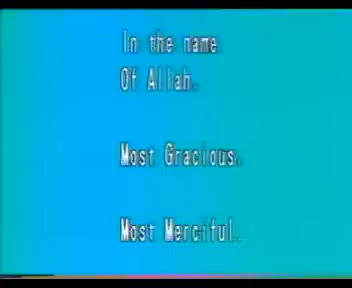 In the name
Of Allah.
Most Gracious.
Most Merciful.